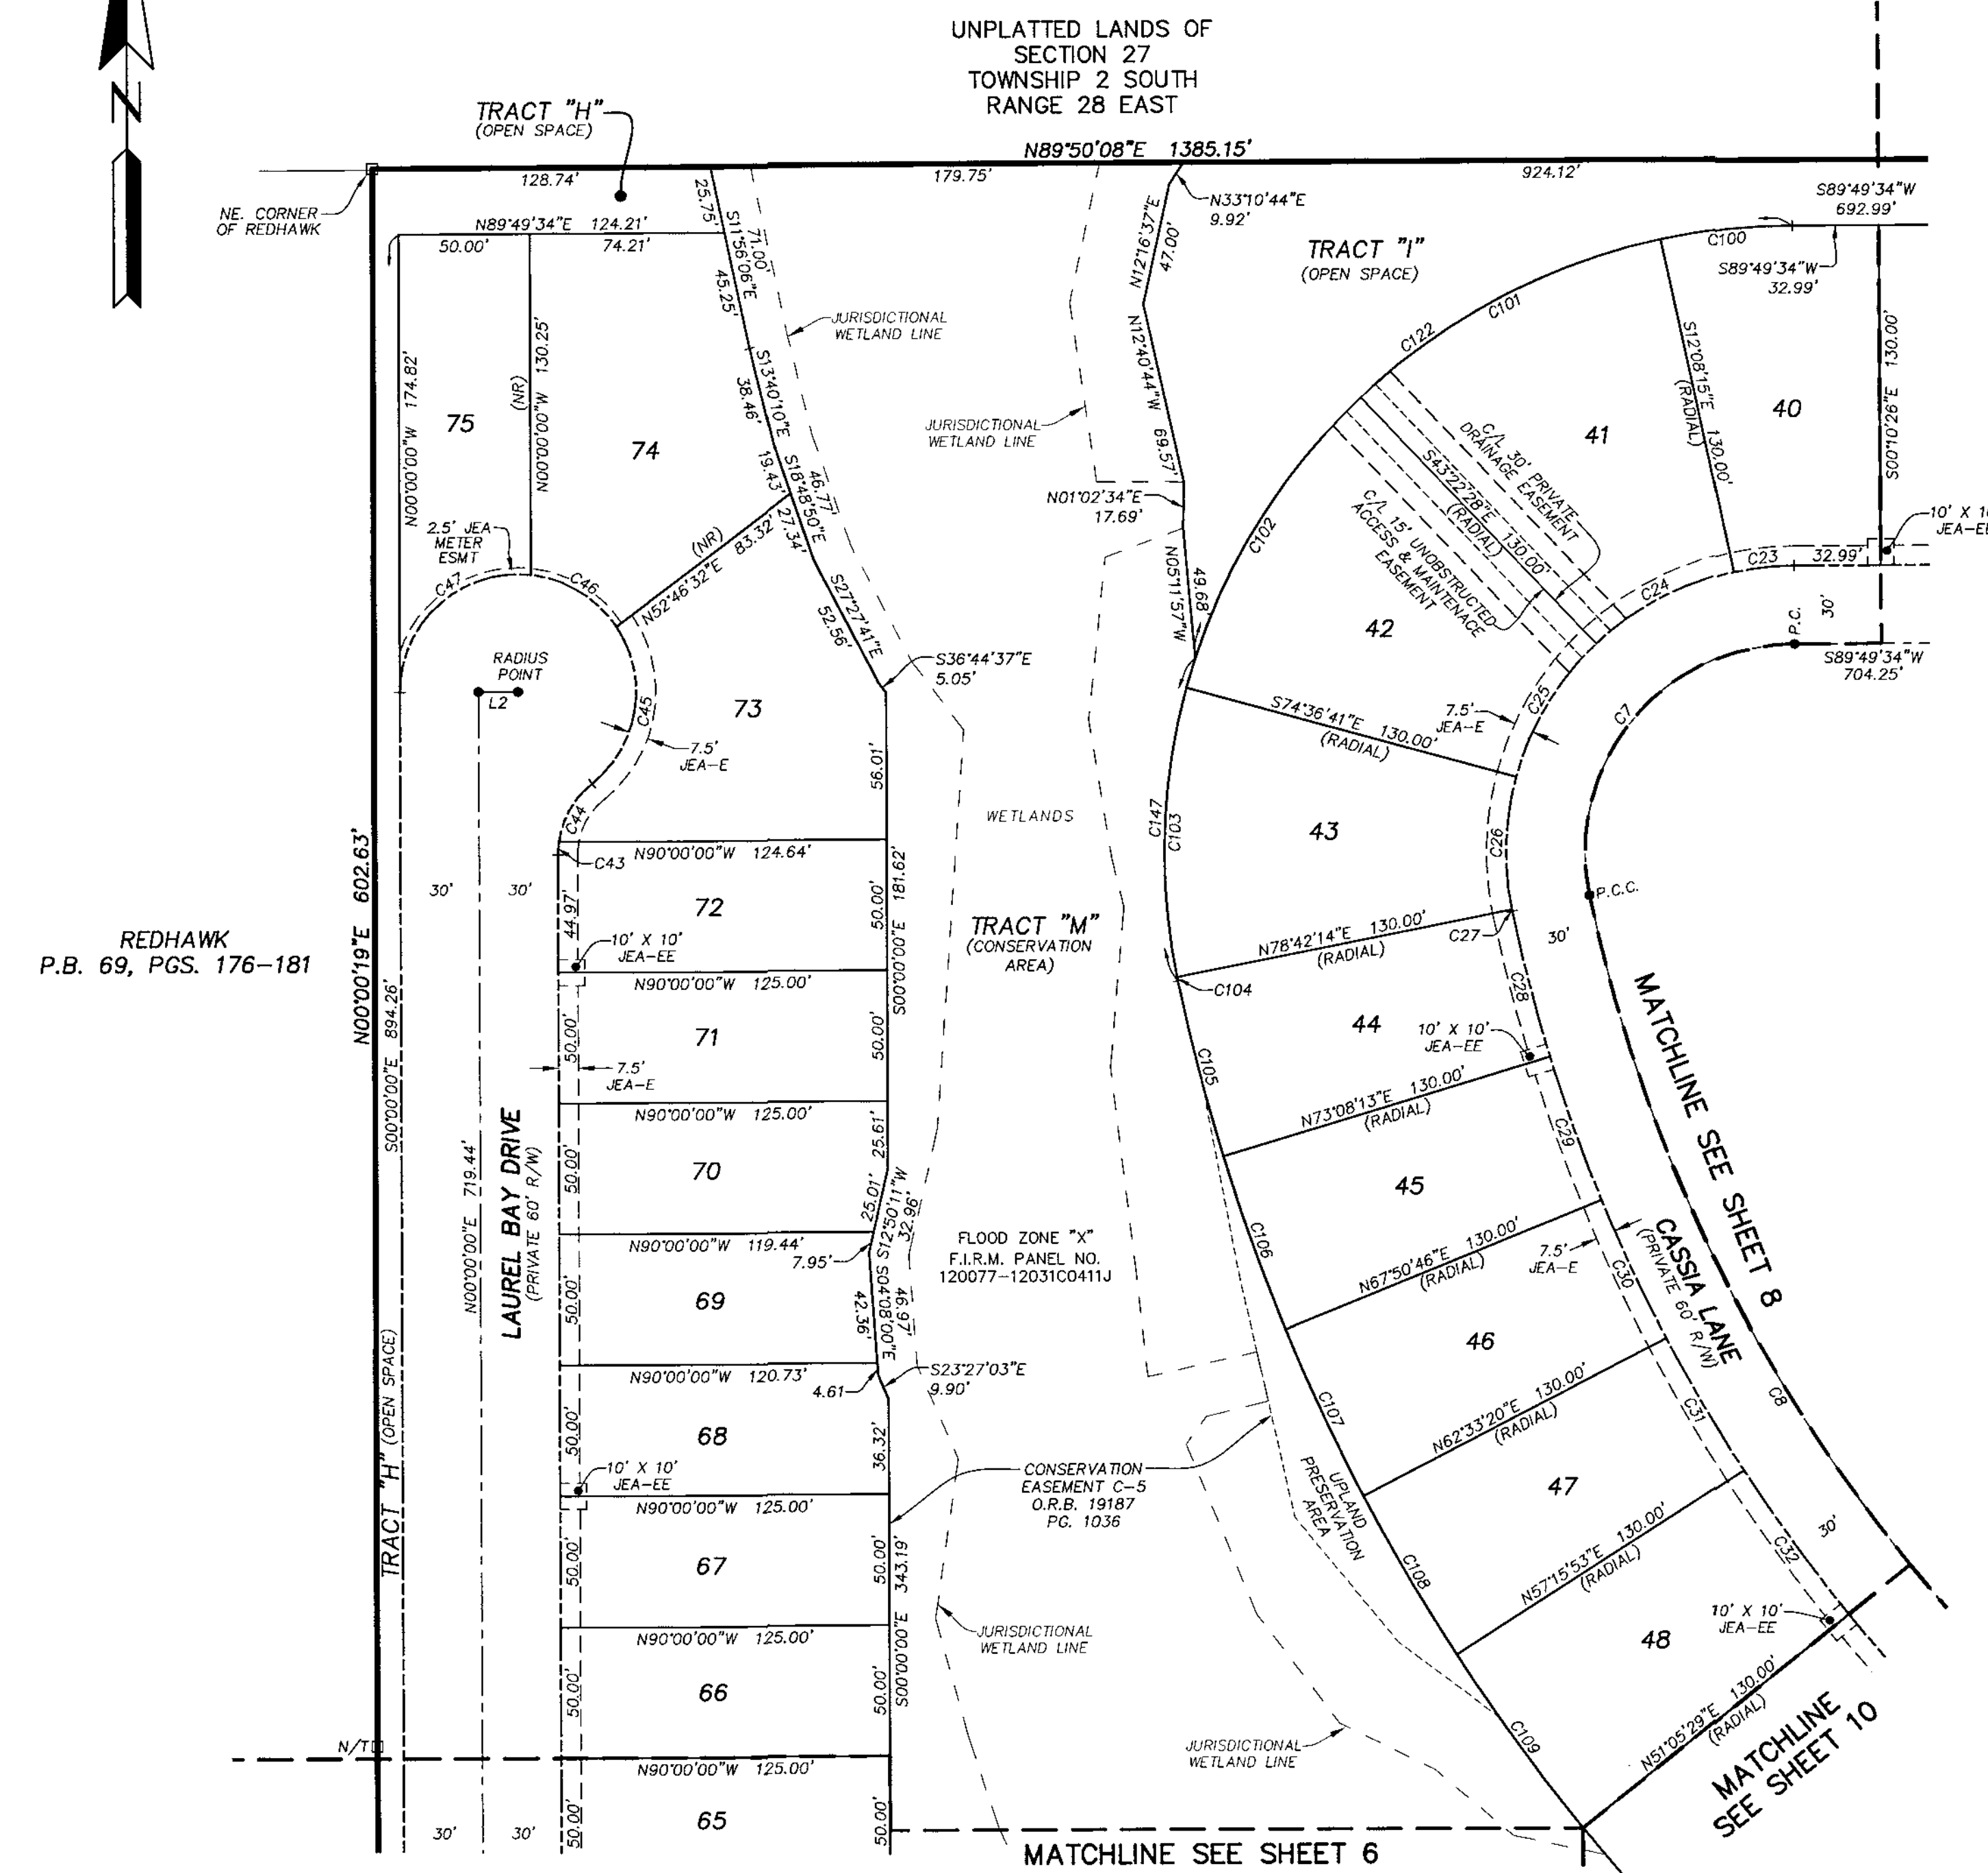 N
UNPLATTED LANDS OF
SECTION 27
TOWNSHIP 2 SOUTH
RANGE 28 EAST
TRACT "H"
(OPEN SPACE)
N89°50'08"E 1385.15'
128.74'
179.75'
924.12'
NE. CORNER
OF REDHAWK
N89°49'34"E 124.21'
50.00'
74.21'
25.75'
S11°56'06"E
71.00'
45.25'
N33°10'44"E
9.92'
N12°16'37"E
47.00'
TRACT "I"
(OPEN SPACE)
S89°49'34"W
692.99'
C100
S89°49'34"W
32.99'
C101
C122
N00°00'00"W 174.82'
75
(NR)
N00°00'00"W 130.25'
74
S13°40'10"E
38.46'
JURISDICTIONAL
WETLAND LINE
JURISDICTIONAL
WETLAND LINE
N12°40'44"W 69.57'
S12°08'15"E 130.00'
(RADIAL)
40
S00°10'26"E 130.00'
41
C/L 30' PRIVATE
DRAINAGE EASEMENT
S43°22'28"E 130.00'
(RADIAL)
C/L 15' UNOBSTRUCTED
ACCESS & MAINTENACE
EASEMENT
19.43'
S18°48'50"E
46.77'
27.34'
(NR)
N52°46'32"E 83.32'
N01°02'34"E
17.69'
C102
2.5' JEA
METER
ESMT
C47
C46
10' X 1
JEA-E
C23
32.99'
C24
N05°11'57"W
49.68'
42
S27°27'41"E
52.56'
P.C.
30'
S89°49'34"W
704.25'
RADIUS
POINT
L2
C45
S36°44'37"E
5.05'
73
7.5'
JEA-E
S74°36'41"E 130.00'
(RADIAL)
7.5'
JEA-E
C25
C7
56.01'
WETLANDS
C147
C103
43
C26
C44
N90°00'00"W 124.64'
C43
N00°00'19"E 602.63'
30'
30'
44.97'
72
50.00'
S00°00'00"E 181.62'
P.C.C.
N78°42'14"E 130.00'
(RADIAL)
C27
30'
REDHAWK
P.B. 69, PGS. 176-181
10' X 10'
JEA-EE
TRACT "M"
(CONSERVATION
AREA)
N90°00'00"W 125.00'
C104
C28
S00°00'00"E 894.26'
50.00'
71
50.00'
7.5'
JEA-E
44
10' X 10'
JEA-EE
C105
MATCHLINE SEE SHEET 8
N90°00'00"W 125.00'
N73°08'13"E 130.00'
(RADIAL)
C29
N00°00'00"E 719.44'
LAUREL BAY DRIVE
(PRIVATE 60' R/W)
50.00'
70
25.61'
25.01'
S12°50'11"W
32.96'
45
C106
N90°00'00"W 119.44'
7.95'
FLOOD ZONE "X"
F.I.R.M. PANEL NO.
120077-12031C0411J
N67°50'46"E 130.00'
(RADIAL)
7.5'
JEA-E
C30
CASSIA LANE
(PRIVATE 60' R/W)
50.00'
69
42.36'
S04°08'00"E
46.97'
46
TRACT "H" (OPEN SPACE)
N90°00'00"W 120.73'
4.61
S23°27'03"E
9.90'
C107
N62°33'20"E 130.00'
(RADIAL)
C31
C8
50.00'
68
36.32'
10' X 10'
JEA-EE
CONSERVATION
EASEMENT C-5
O.R.B. 19187
PG. 1036
UPLAND
PRESERVATION
AREA
47
N90°00'00"W 125.00'
N57°15'53"E 130.00'
(RADIAL)
C32
30'
50.00'
67
50.00'
S00°00'00"E 343.19'
C108
N90°00'00"W 125.00'
JURISDICTIONAL
WETLAND LINE
48
10' X 10'
JEA-EE
50.00'
66
50.00'
N51°05'29"E 130.00'
(RADIAL)
N/T
JURISDICTIONAL
WETLAND LINE
C109
MATCHLINE
SEE SHEET 10
N90°00'00"W 125.00'
30'
30'
50.00'
65
50.00'
MATCHLINE SEE SHEET 6